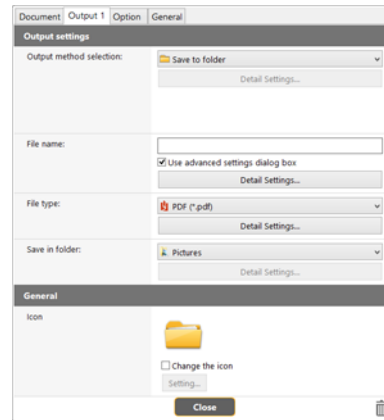 Document Output 1 Option General
Output settings
Output method selection: Save to folder
Detail Settings...
File name:
Use advanced settings dialog box
Detail Settings...
File type: PDF (*.pdf)
Detail Settings...
Save in folder: Pictures
Detail Settings...
General
Icon
Change the icon
Setting...
Close